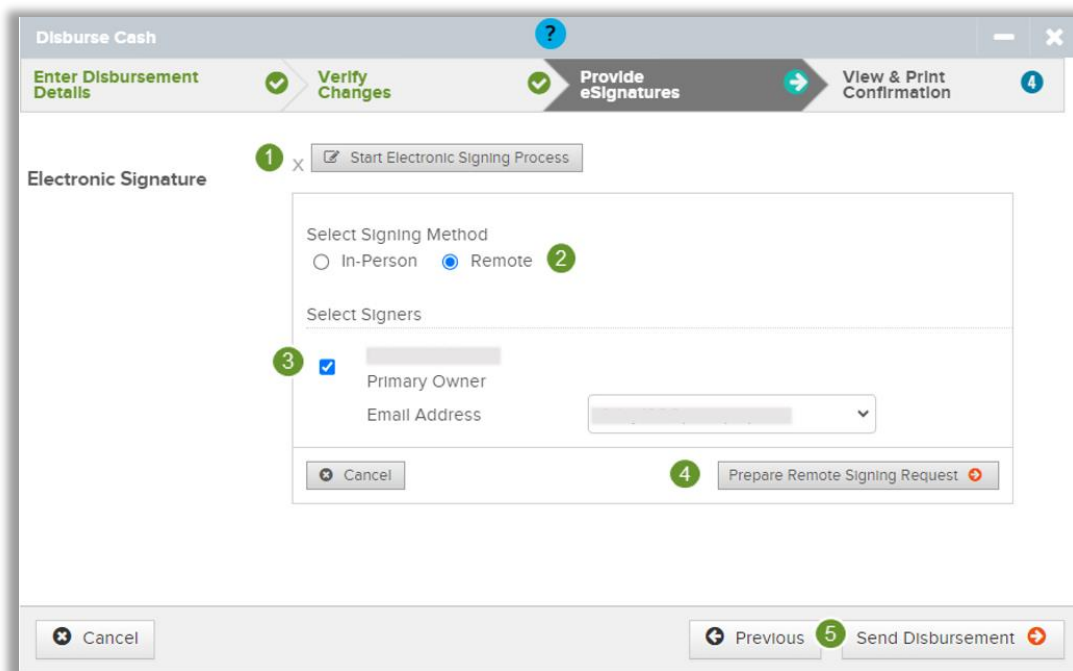 Disburse Cash
?
Enter Disbursement Details
Verify Changes
Provide eSignatures
View & Print Confirmation
4
1
X
Start Electronic Signing Process
Electronic Signature
Select Signing Method
In-Person
Remote
2
Select Signers
3
Primary Owner
Email Address
Cancel
4
Prepare Remote Signing Request
Cancel
Previous
5
Send Disbursement